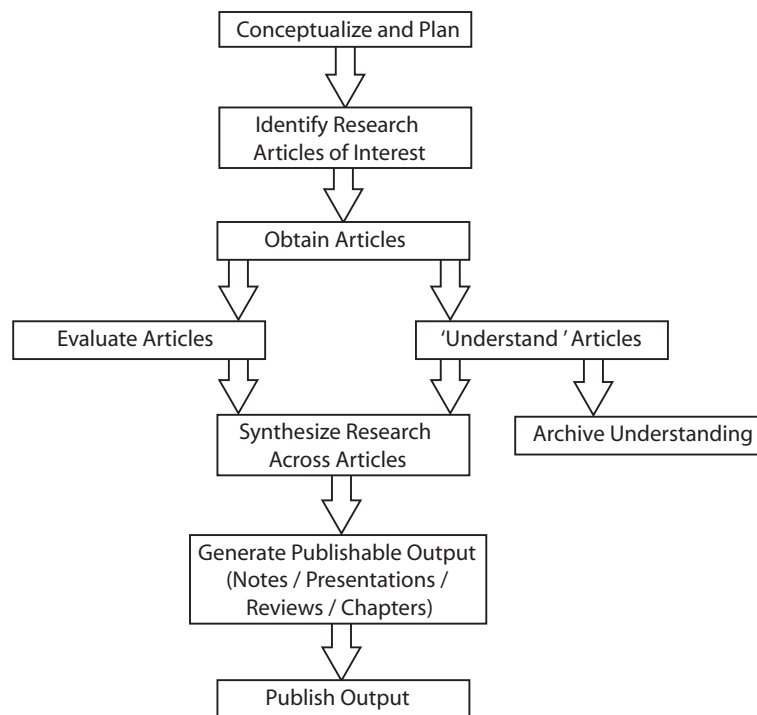 Conceptualize and Plan
Identify Research
Articles of Interest
Obtain Articles
Evaluate Articles
‘Understand ’ Articles
Synthesize Research
Across Articles
Archive Understanding
Generate Publishable Output
(Notes / Presentations /
Reviews / Chapters)
Publish Output